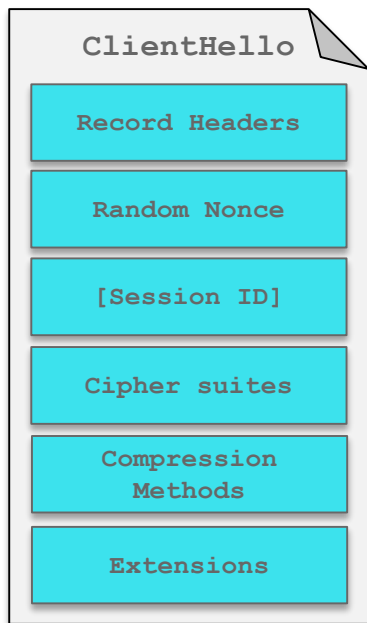 ClientHello
Record Headers
Random Nonce
[Session ID]
Cipher suites
Compression
Methods
Extensions